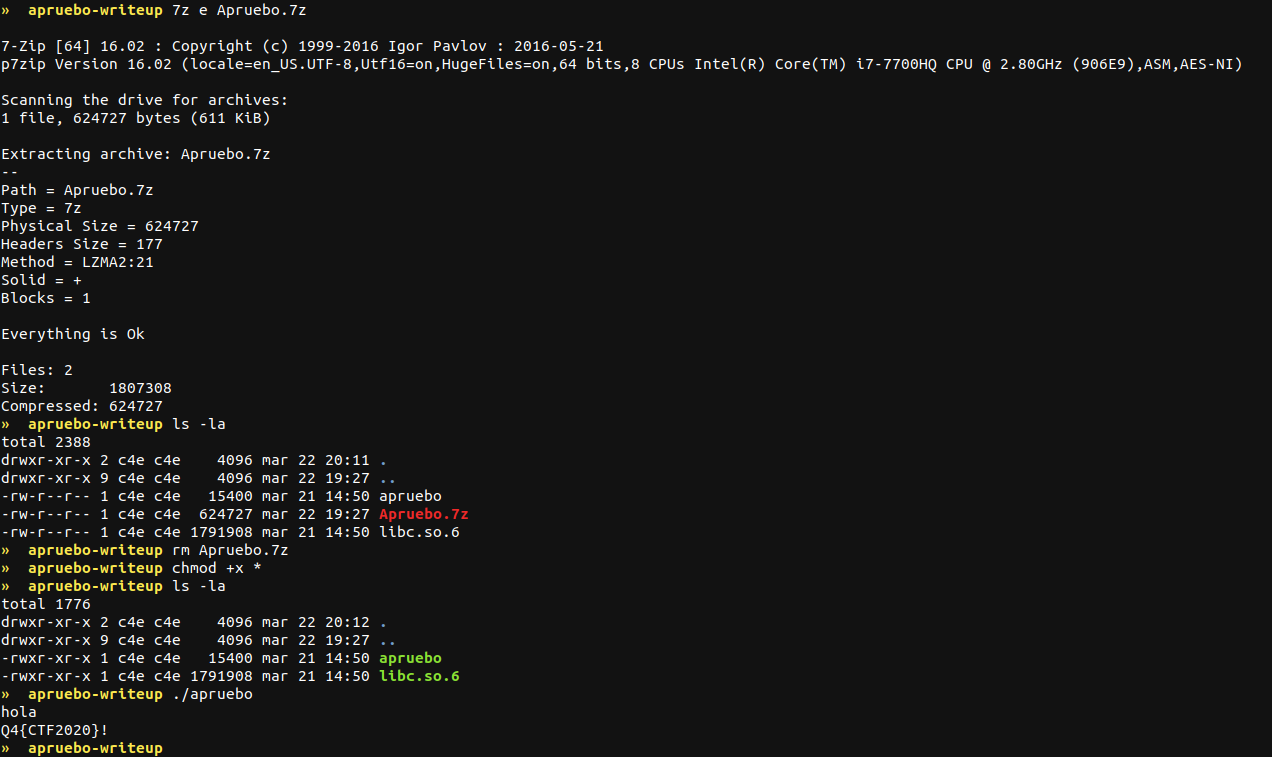 »  apruebo-writeup 7z e Apruebo.7z
7-Zip [64] 16.02 : Copyright (c) 1999-2016 Igor Pavlov : 2016-05-21
p7zip Version 16.02 (locale=en_US.UTF-8,Utf16=on,HugeFiles=on,64 bits,8 CPUs Intel(R) Core(TM) i7-7700HQ CPU @ 2.80GHz (906E9),ASM,AES-NI)
Scanning the drive for archives:
1 file, 624727 bytes (611 KiB)
Extracting archive: Apruebo.7z
--
Path = Apruebo.7z
Type = 7z
Physical Size = 624727
Headers Size = 177
Method = LZMA2:21
Solid = +
Blocks = 1
Everything is Ok
Files: 2
Size:       1807308
Compressed: 624727
»  apruebo-writeup ls -la
total 2388
drwxr-xr-x 2 c4e c4e    4096 mar 22 20:11 .
drwxr-xr-x 9 c4e c4e    4096 mar 22 19:27 ..
-rw-r--r-- 1 c4e c4e   15400 mar 21 14:50 apruebo
-rw-r--r-- 1 c4e c4e  624727 mar 22 19:27 Apruebo.7z
-rw-r--r-- 1 c4e c4e 1791908 mar 21 14:50 libc.so.6
»  apruebo-writeup rm Apruebo.7z
»  apruebo-writeup chmod +x *
»  apruebo-writeup ls -la
total 1776
drwxr-xr-x 2 c4e c4e    4096 mar 22 20:12 .
drwxr-xr-x 9 c4e c4e    4096 mar 22 19:27 ..
-rwxr-xr-x 1 c4e c4e   15400 mar 21 14:50 apruebo
-rwxr-xr-x 1 c4e c4e 1791908 mar 21 14:50 libc.so.6
»  apruebo-writeup ./apruebo
hola
Q4{CTF2020}!
»  apruebo-writeup